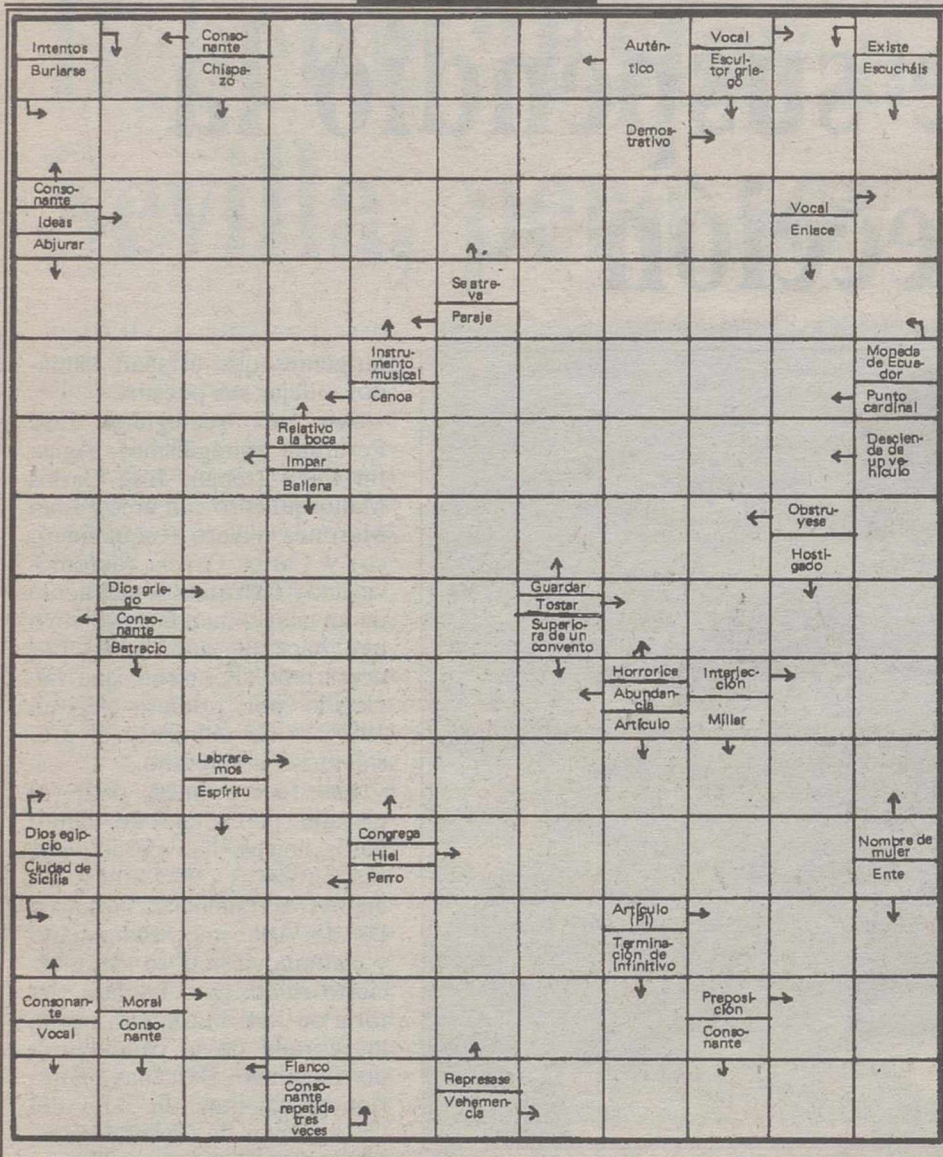 Intentos
Burlarse
Conso-
nante
Chispa-
zo
Autén-
tico
Vocal
Escul-
tor grie-
go
Existe
Escucháis
Demos-
trativo
Conso-
nante
Ideas
Abjurar
Vocal
Enlace
Se atre-
va
Paraje
Instru-
mento
musical
Canoa
Moneda
de Ecua-
dor
Punto
cardinal
Relativo
a la boca
Impar
Ballena
Descien-
da de
un ve-
hículo
Obstru-
yese
Hosti-
gado
Dios grie-
go
Conso-
nante
Batracio
Guardar
Tostar
Superio-
ra de un
convento
Horrorice
Abundan-
cia
Artículo
Interjec-
ción
Millar
Labrare-
mos
Espíritu
Dios egip-
cio
Ciudad de
Sicilia
Congrega
Hiel
Perro
Nombre de
mujer
Ente
Artículo
(Pl)
Termina-
ción de
infinitivo
Consonan-
te
Vocal
Moral
Conso-
nante
Preposi-
ción
Conso-
nante
Flanco
Conso-
nante
repetida
tres
veces
Represase
Vehemen-
cia